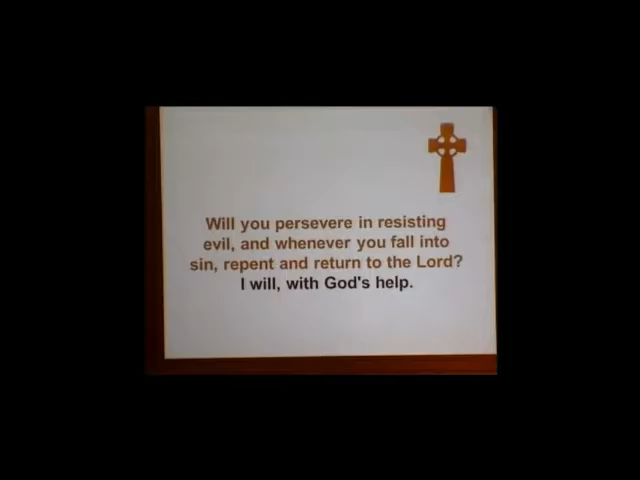 Will you persevere in resisting
evil, and whenever you fall into
sin, repent and return to the Lord?
I will, with God's help.